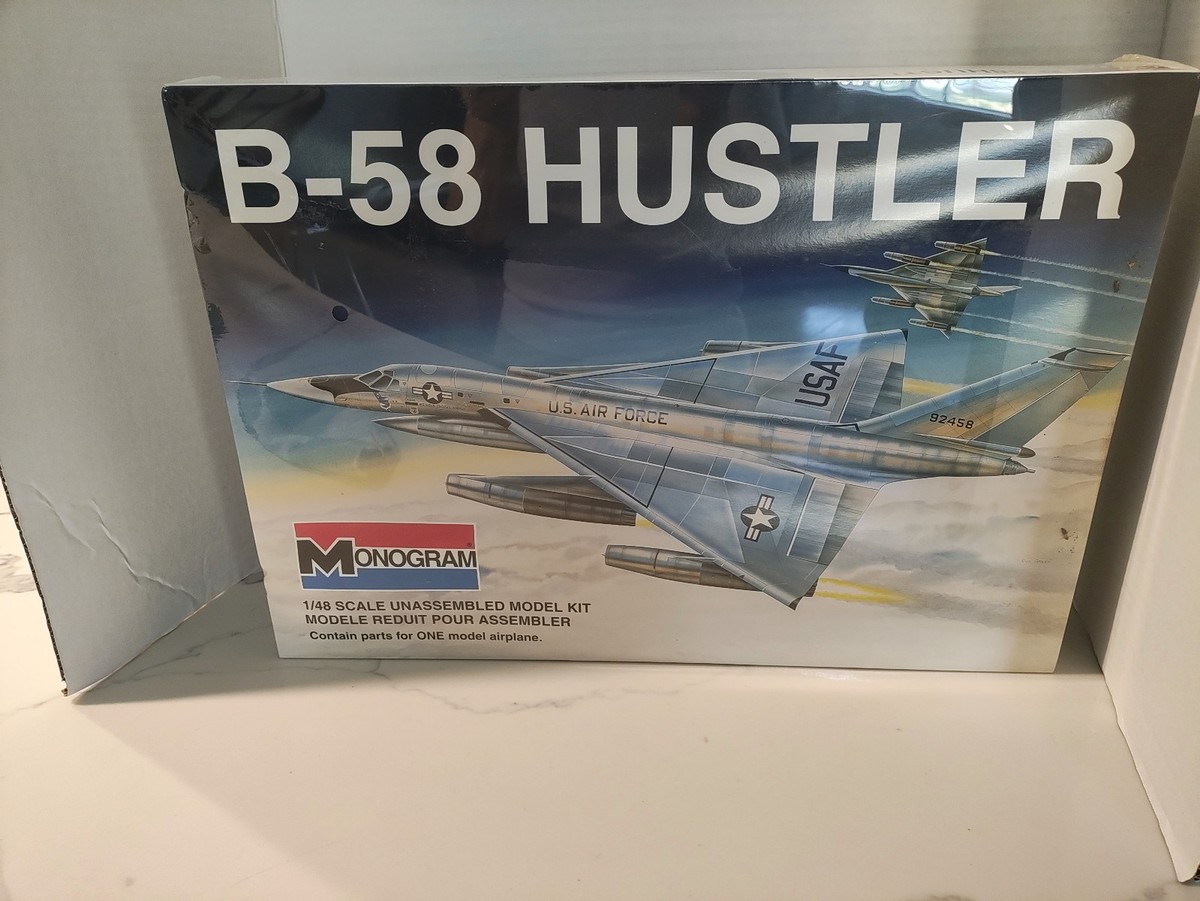 B-58 HUSTLER
USAF
U.S. AIR FORCE
92458
MONOGRAM
1/48 SCALE UNASSEMBLED MODEL KIT
MODELE REDUIT POUR ASSEMBLER
Contain parts for ONE model airplane.